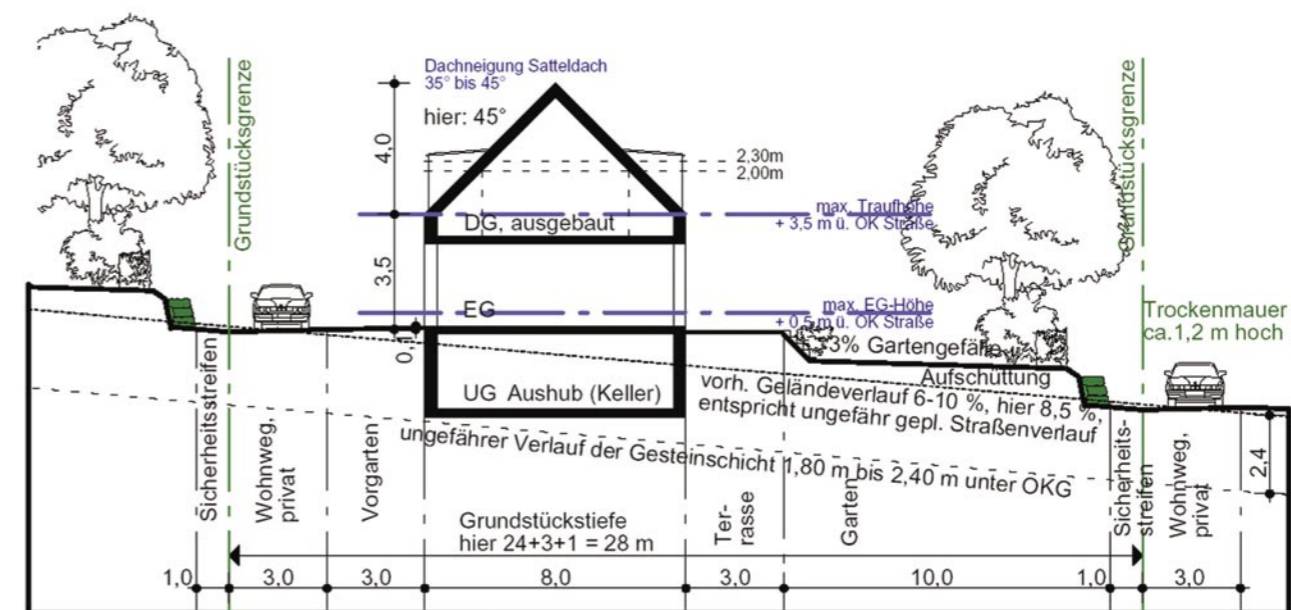 Grundstücksgrenze
Dachneigung Satteldach
35° bis 45°
hier: 45°
4,0
2,30m
2,00m
Grundstücksgrenze
max. Traufhöhe
+ 3,5 m ü. OK Straße
DG, ausgebaut
3,5
EG
max. EG-Höhe
+ 0,5 m ü. OK Straße
Trockenmauer
ca.1,2 m hoch
0,1
3% Gartengefälle
Aufschüttung
UG Aushub (Keller)
vorh. Geländeverlauf 6-10 %, hier 8,5 %,
entspricht ungefähr gepl. Straßenverlauf
ungefährer Verlauf der Gesteinschicht 1,80 m bis 2,40 m unter OKG
2,4
Sicherheitsstreifen
Wohnweg,
privat
Vorgarten
Grundstückstiefe
hier 24+3+1 = 28 m
Ter-
rasse
Garten
Sicherheits-
streifen
Wohnweg,
privat
1,0
3,0
3,0
8,0
3,0
10,0
1,0
3,0